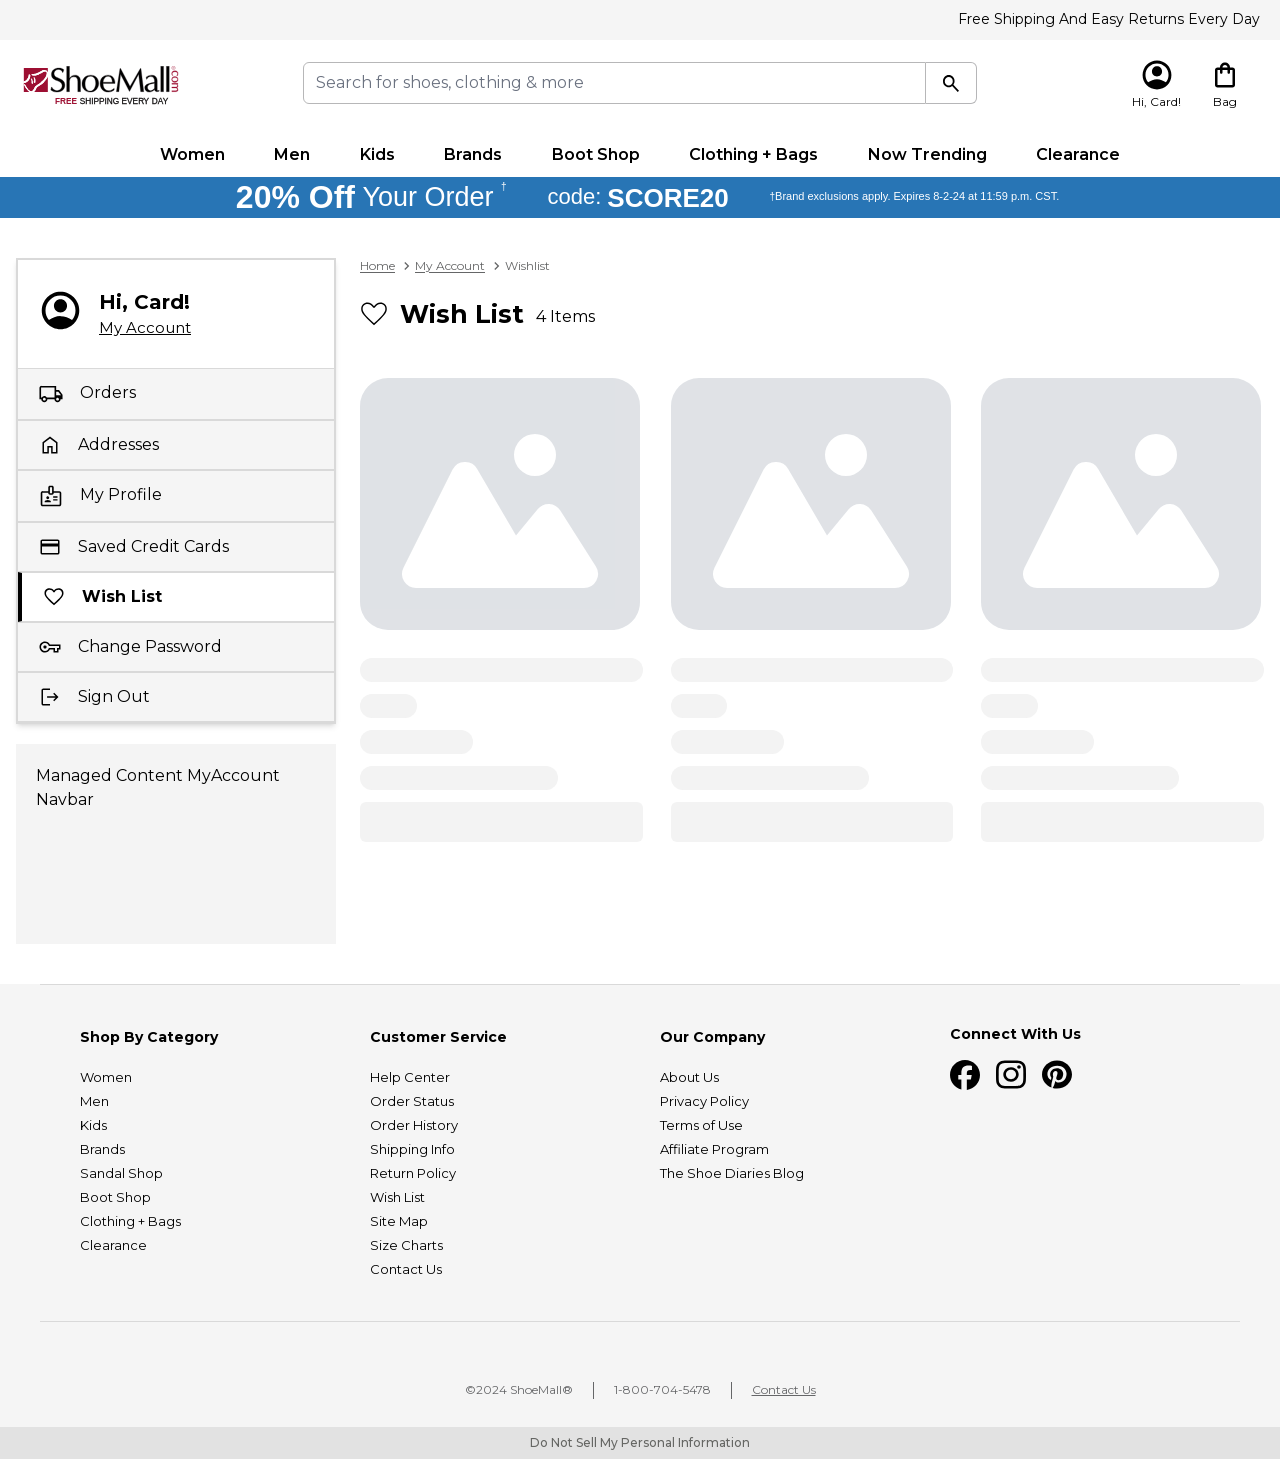 Free Shipping And Easy Returns Every Day
ShoeMall.com
FREE SHIPPING EVERY DAY
Search for shoes, clothing & more
Hi, Card!
Bag
Women
Men
Kids
Brands
Boot Shop
Clothing + Bags
Now Trending
Clearance
20% Off Your Order †
code: SCORE20
†Brand exclusions apply. Expires 8-2-24 at 11:59 p.m. CST.
Hi, Card!
My Account
Orders
Addresses
My Profile
Saved Credit Cards
Wish List
Change Password
Sign Out
Managed Content MyAccount
Navbar
Home > My Account > Wishlist
Wish List 4 Items
Shop By Category
Women
Men
Kids
Brands
Sandal Shop
Boot Shop
Clothing + Bags
Clearance
Customer Service
Help Center
Order Status
Order History
Shipping Info
Return Policy
Wish List
Site Map
Size Charts
Contact Us
Our Company
About Us
Privacy Policy
Terms of Use
Affiliate Program
The Shoe Diaries Blog
Connect With Us
©2024 ShoeMall®
1-800-704-5478
Contact Us
Do Not Sell My Personal Information